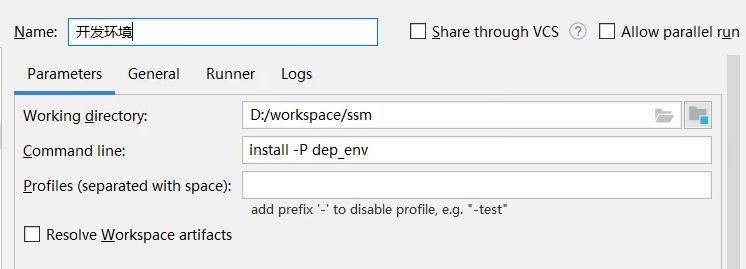 Name: 开发环境 Share through VCS ? Allow parallel run
Parameters General Runner Logs
Working directory: D:/workspace/ssm
Command line: install -P dep_env
Profiles (separated with space):
add prefix '-' to disable profile, e.g. "-test"
Resolve Workspace artifacts